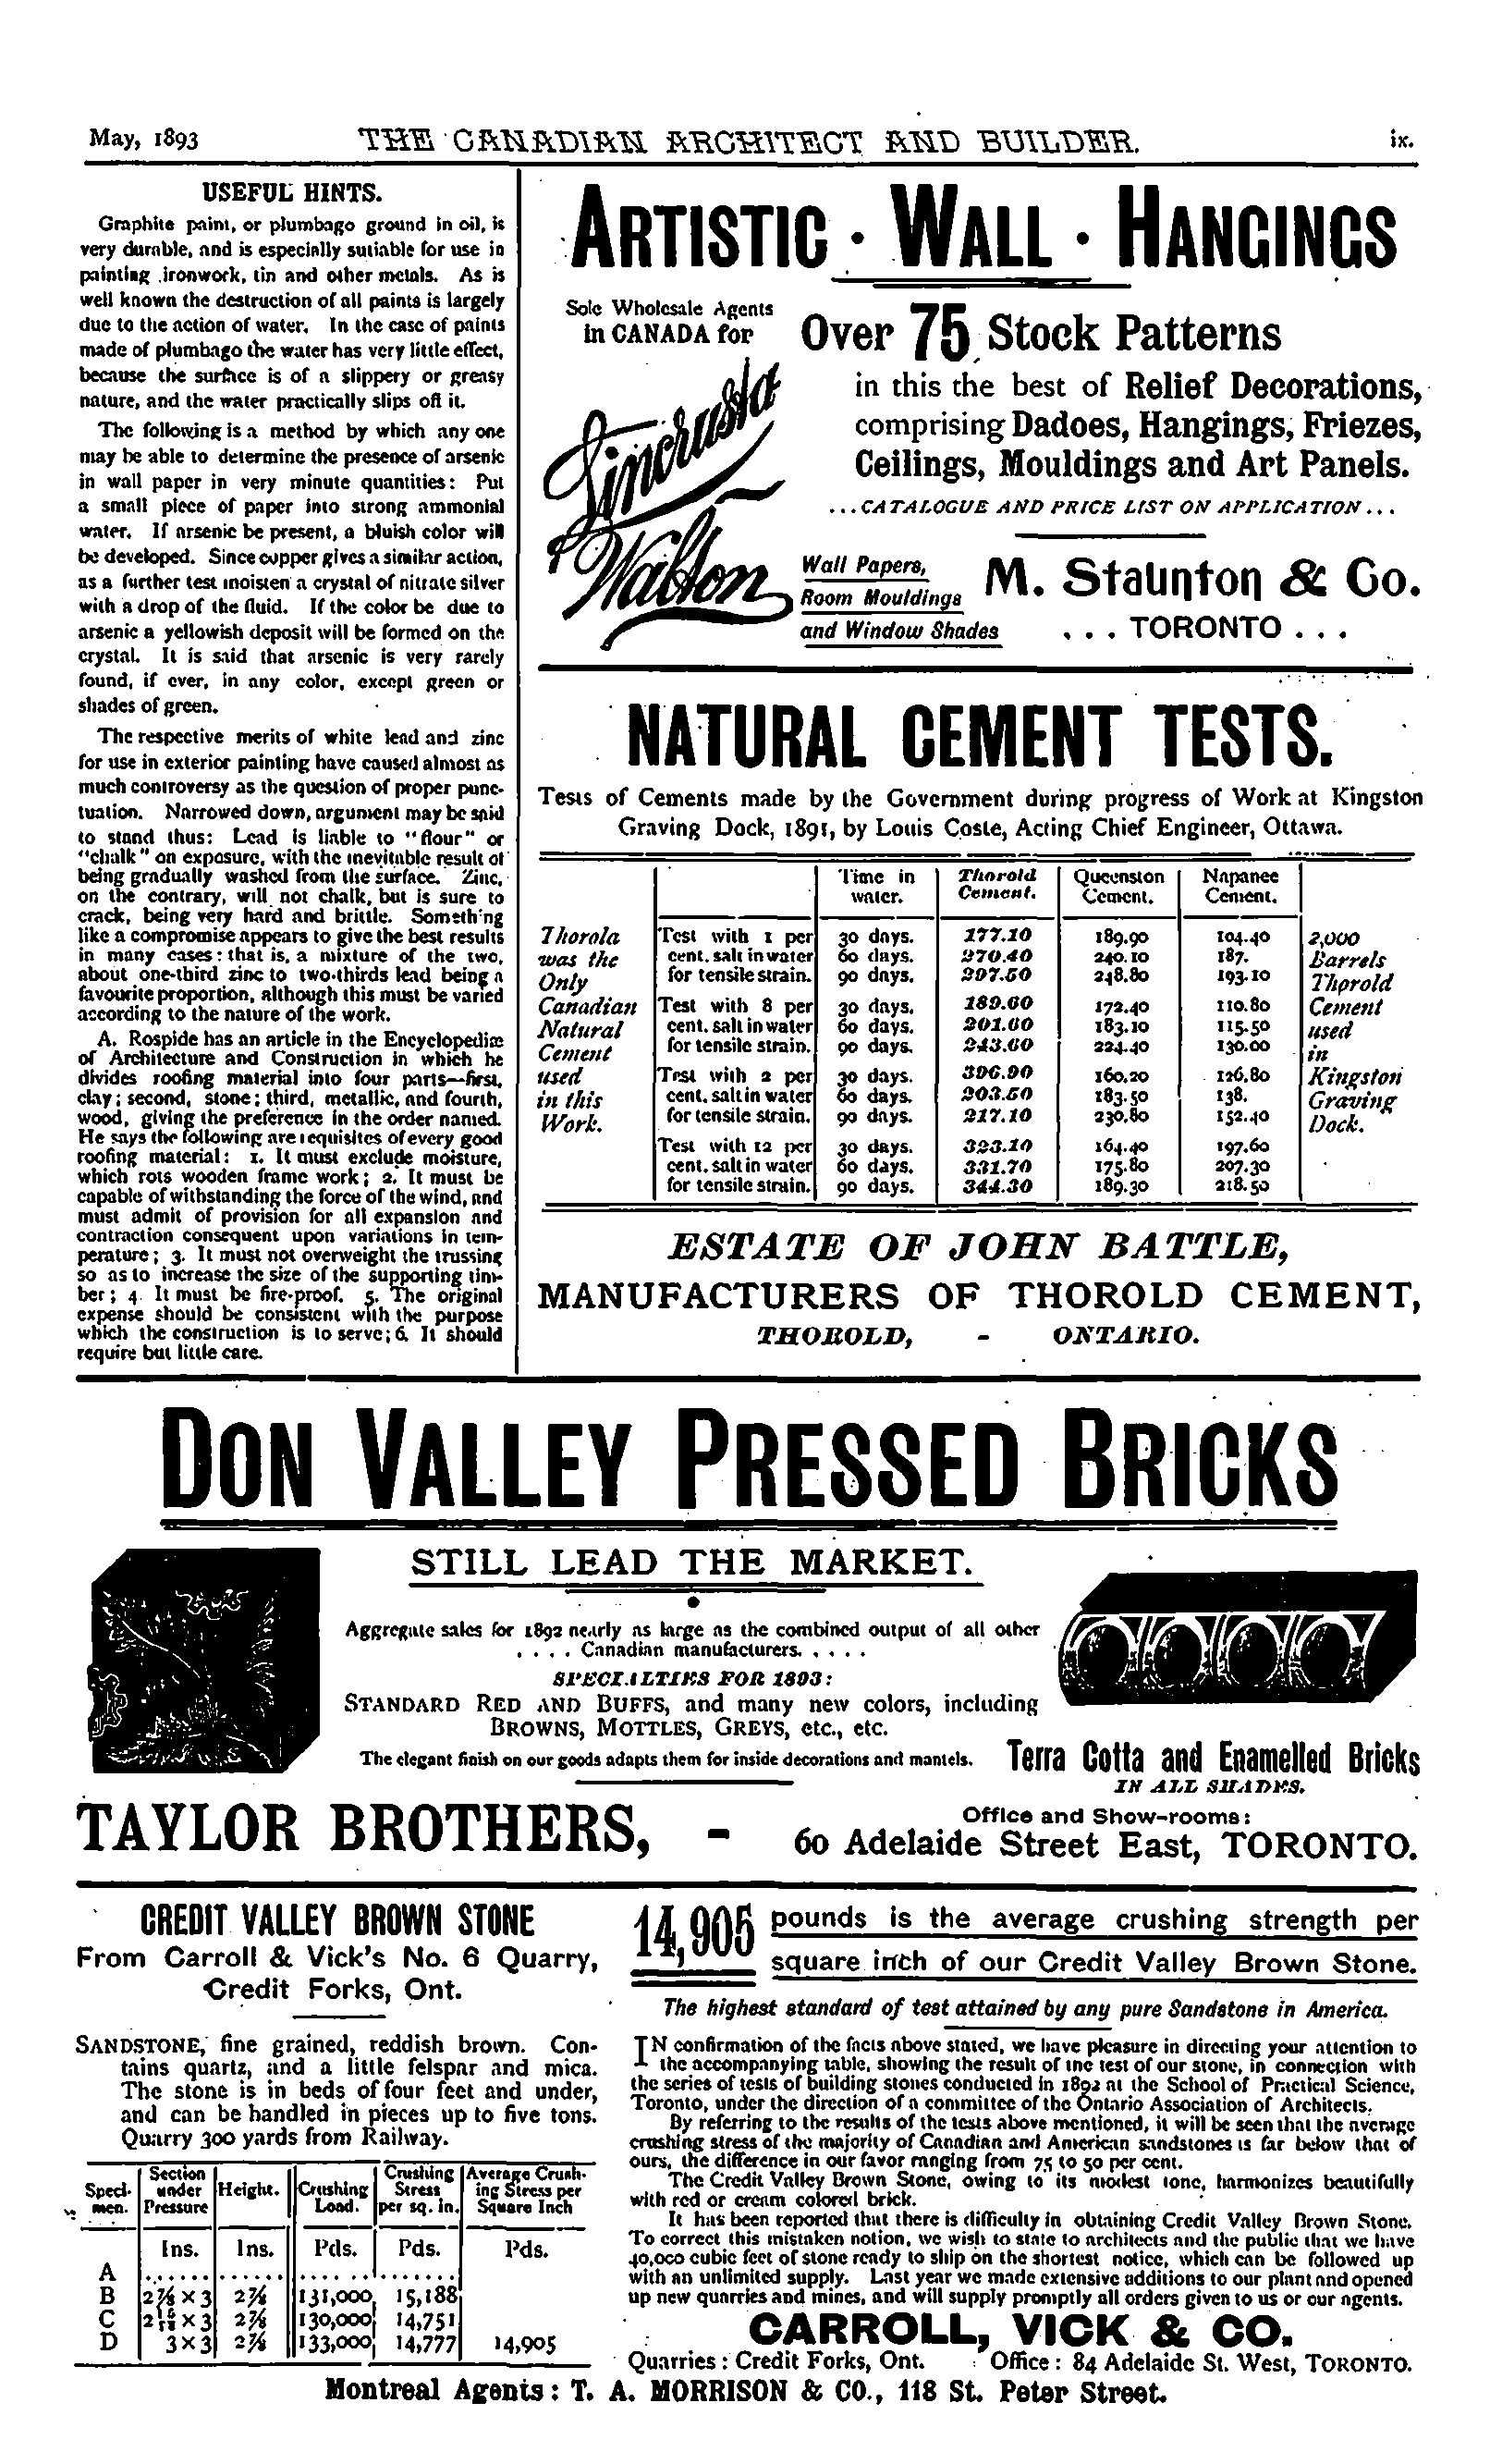 May, 1893 THE CANADIAN ARCHITECT AND BUILDER. ix.
USEFUL HINTS.
Graphite paint, or plumbago ground in oil, is
very durable, and is especially suitable for use in
painting ironwork, tin and other metals. As is
well known the destruction of all paints is largely
due to the action of water. In the case of paints
made of plumbago the water has very little effect,
because the surface is of a slippery or greasy
nature, and the water practically slips off it.
The following is a method by which any one
may be able to determine the presence of arsenic
in wall paper in very minute quantities: Put
a small piece of paper into strong ammonial
water. If arsenic be present, a bluish color will
be developed. Since copper gives a similar action,
as a further test moisten a crystal of nitrate silver
with a drop of the fluid. If the color be due to
arsenic a yellowish deposit will be formed on the
crystal. It is said that arsenic is very rarely
found, if ever, in any color, except green or
shades of green.
The respective merits of white lead and zinc
for use in exterior painting have caused almost as
much controversy as the question of proper punc-
tuation. Narrowed down, argument may be said
to stand thus: Lead is liable to "flour" or
"chalk" on exposure, with the inevitable result of
being gradually washed from the surface. Zinc,
on the contrary, will not chalk, but is sure to
crack, being very hard and brittle. Something
like a compromise appears to give the best results
in many cases: that is, a mixture of the two,
about one-third zinc to two-thirds lead being a
favourite proportion, although this must be varied
according to the nature of the work.
A. Rospide has an article in the Encyclopediæ
of Architecture and Construction in which he
divides roofing material into four parts—first,
clay; second, stone; third, metallic, and fourth,
wood, giving the preference in the order named.
He says the following are requisites of every good
roofing material: 1. It must exclude moisture,
which rots wooden frame work; 2. It must be
capable of withstanding the force of the wind, and
must admit of provision for all expansion and
contraction consequent upon variations in tem-
perature; 3. It must not overweight the trussing
so as to increase the size of the supporting tim-
ber; 4. It must be fire-proof. 5. The original
expense should be consistent with the purpose
which the construction is to serve; 6. It should
require but little care.
ARTISTIC · WALL · HANGINGS
Sole Wholesale Agents
in CANADA for
Lincrusta
Walton
Over 75 Stock Patterns
in this the best of Relief Decorations,
comprising Dadoes, Hangings, Friezes,
Ceilings, Mouldings and Art Panels.
...CATALOGUE AND PRICE LIST ON APPLICATION...
Wall Papers,
Room Mouldings
and Window Shades
M. Staunton & Co.
... TORONTO ...
NATURAL CEMENT TESTS.
Tests of Cements made by the Government during progress of Work at Kingston
Graving Dock, 1891, by Louis Coste, Acting Chief Engineer, Ottawa.
Time in water. Thorold Cement. Queenston Cement. Napanee Cement.
Thorola
was the
Only
Canadian
Natural
Cement
used
in this
Work.
Test with 1 per 30 days. 177.10 189.90 104.40
cent. salt in water 60 days. 270.40 240.10 187.
for tensile strain. 90 days. 297.50 248.80 193.10
Test with 8 per 30 days. 189.60 172.40 110.80
cent. salt in water 60 days. 201.60 183.10 115.50
for tensile strain. 90 days. 243.60 224.40 130.00
Test with 2 per 30 days. 396.90 160.20 126.80
cent. salt in water 60 days. 203.50 183.50 138.
for tensile strain. 90 days. 217.10 230.80 152.40
Test with 12 per 30 days. 323.10 164.40 197.60
cent. salt in water 60 days. 331.70 175.80 207.30
for tensile strain. 90 days. 344.30 189.30 218.50
2,000
Barrels
Thorold
Cement
used
in
Kingston
Graving
Dock.
ESTATE OF JOHN BATTLE,
MANUFACTURERS OF THOROLD CEMENT,
THOROLD, - ONTARIO.
DON VALLEY PRESSED BRICKS
STILL LEAD THE MARKET.
Aggregate sales for 1892 nearly as large as the combined output of all other
.... Canadian manufacturers. ....
SPECIALTIES FOR 1893:
STANDARD RED AND BUFFS, and many new colors, including
BROWNS, MOTTLES, GREYS, etc., etc.
The elegant finish on our goods adapts them for inside decorations and mantels.
Terra Cotta and Enamelled Bricks
IN ALL SHADES.
TAYLOR BROTHERS, -
Office and Show-rooms:
60 Adelaide Street East, TORONTO.
CREDIT VALLEY BROWN STONE
From Carroll & Vick's No. 6 Quarry,
Credit Forks, Ont.
SANDSTONE, fine grained, reddish brown. Con-
tains quartz, and a little felspar and mica.
The stone is in beds of four feet and under,
and can be handled in pieces up to five tons.
Quarry 300 yards from Railway.
Speci-men. Section under Pressure Height. Crushing Load. Crushing Stress per sq. in. Average Crushing Stress per Square Inch
Ins. Ins. Pds. Pds. Pds.
A ...... ...... ...... ......
B 2⅞ x 3 2⅞ 131,000 15,188
C 2 15/16 x 3 2⅞ 130,000 14,751
D 3 x 3 2⅞ 133,000 14,777 14,905
14,905 pounds is the average crushing strength per
square inch of our Credit Valley Brown Stone.
The highest standard of test attained by any pure Sandstone in America.
IN confirmation of the facts above stated, we have pleasure in directing your attention to
the accompanying table, showing the result of the test of our stone, in connection with
the series of tests of building stones conducted in 1892 at the School of Practical Science,
Toronto, under the direction of a committee of the Ontario Association of Architects.
By referring to the results of the tests above mentioned, it will be seen that the average
crushing stress of the majority of Canadian and American sandstones is far below that of
ours, the difference in our favor ranging from 75 to 50 per cent.
The Credit Valley Brown Stone, owing to its modest tone, harmonizes beautifully
with red or cream colored brick.
It has been reported that there is difficulty in obtaining Credit Valley Brown Stone.
To correct this mistaken notion, we wish to state to architects and the public that we have
40,000 cubic feet of stone ready to ship on the shortest notice, which can be followed up
with an unlimited supply. Last year we made extensive additions to our plant and opened
up new quarries and mines, and will supply promptly all orders given to us or our agents.
CARROLL, VICK & CO.
Quarries: Credit Forks, Ont. Office: 84 Adelaide St. West, TORONTO.
Montreal Agents: T. A. MORRISON & CO., 118 St. Peter Street.